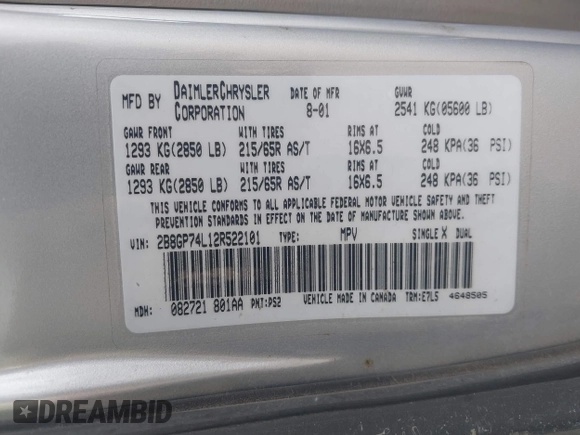 MFD BY DAIMLERCHRYSLER CORPORATION DATE OF MFR 8-01 GVWR 2541 KG(05600 LB)
GAWR FRONT WITH TIRES RIMS AT COLD
1293 KG(2850 LB) 215/65R AS/T 16X6.5 248 KPA(36 PSI)
GAWR REAR WITH TIRES RIMS AT COLD
1293 KG(2850 LB) 215/65R AS/T 16X6.5 248 KPA(36 PSI)
THIS VEHICLE CONFORMS TO ALL APPLICABLE FEDERAL MOTOR VEHICLE SAFETY AND THEFT
PREVENTION STANDARDS IN EFFECT ON THE DATE OF MANUFACTURE SHOWN ABOVE.
VIN: 2B8GP74L12R522101 TYPE: MPV SINGLE X DUAL
MDH: 082721 801AA PNT:PS2 VEHICLE MADE IN CANADA TRM:E7L5 4648505
DREAMBID